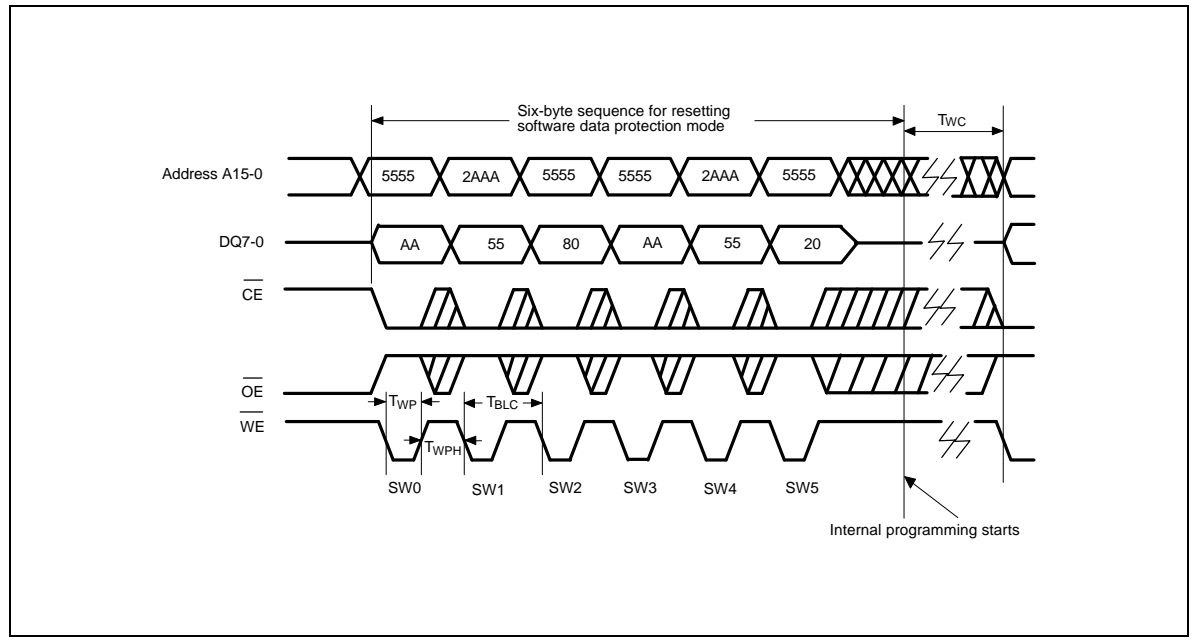 Six-byte sequence for resetting
software data protection mode
TWC
Address A15-0
5555 2AAA 5555 5555 2AAA 5555
DQ7-0
AA 55 80 AA 55 20
CE
OE
TWP TBLC
WE
TWPH
SW0 SW1 SW2 SW3 SW4 SW5
Internal programming starts